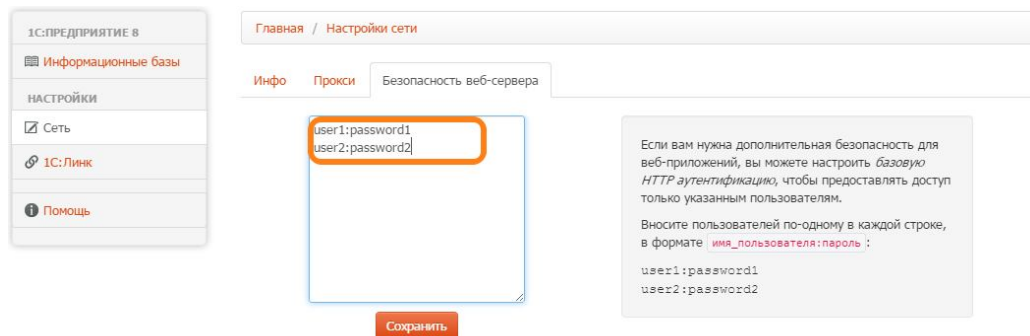 1С:ПРЕДПРИЯТИЕ 8
Информационные базы
НАСТРОЙКИ
Сеть
1С:Линк
Помощь
Главная / Настройки сети
Инфо Прокси Безопасность веб-сервера
user1:password1
user2:password2
Сохранить
Если вам нужна дополнительная безопасность для
веб-приложений, вы можете настроить базовую
HTTP аутентификацию, чтобы предоставлять доступ
только указанным пользователям.
Вносите пользователей по-одному в каждой строке,
в формате имя_пользователя:пароль :
user1:password1
user2:password2